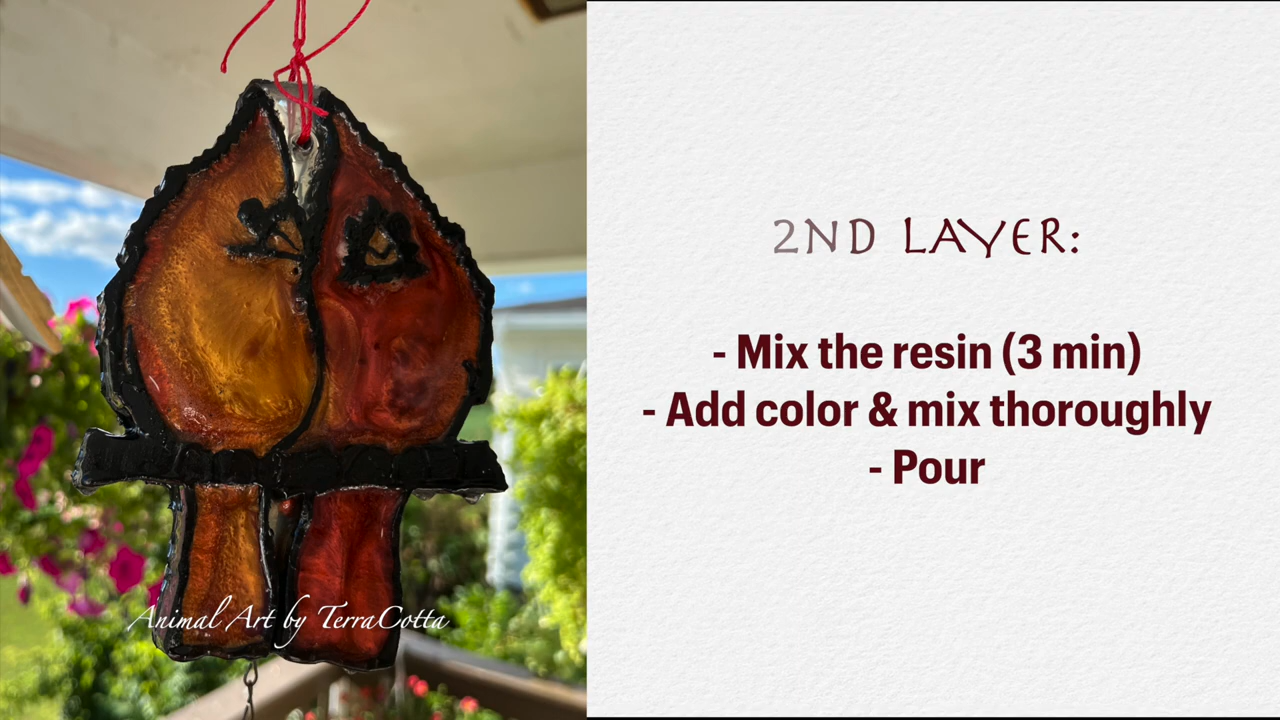 2ND LAYER:
- Mix the resin (3 min)
- Add color & mix thoroughly
- Pour
Animal Art by TerraCotta